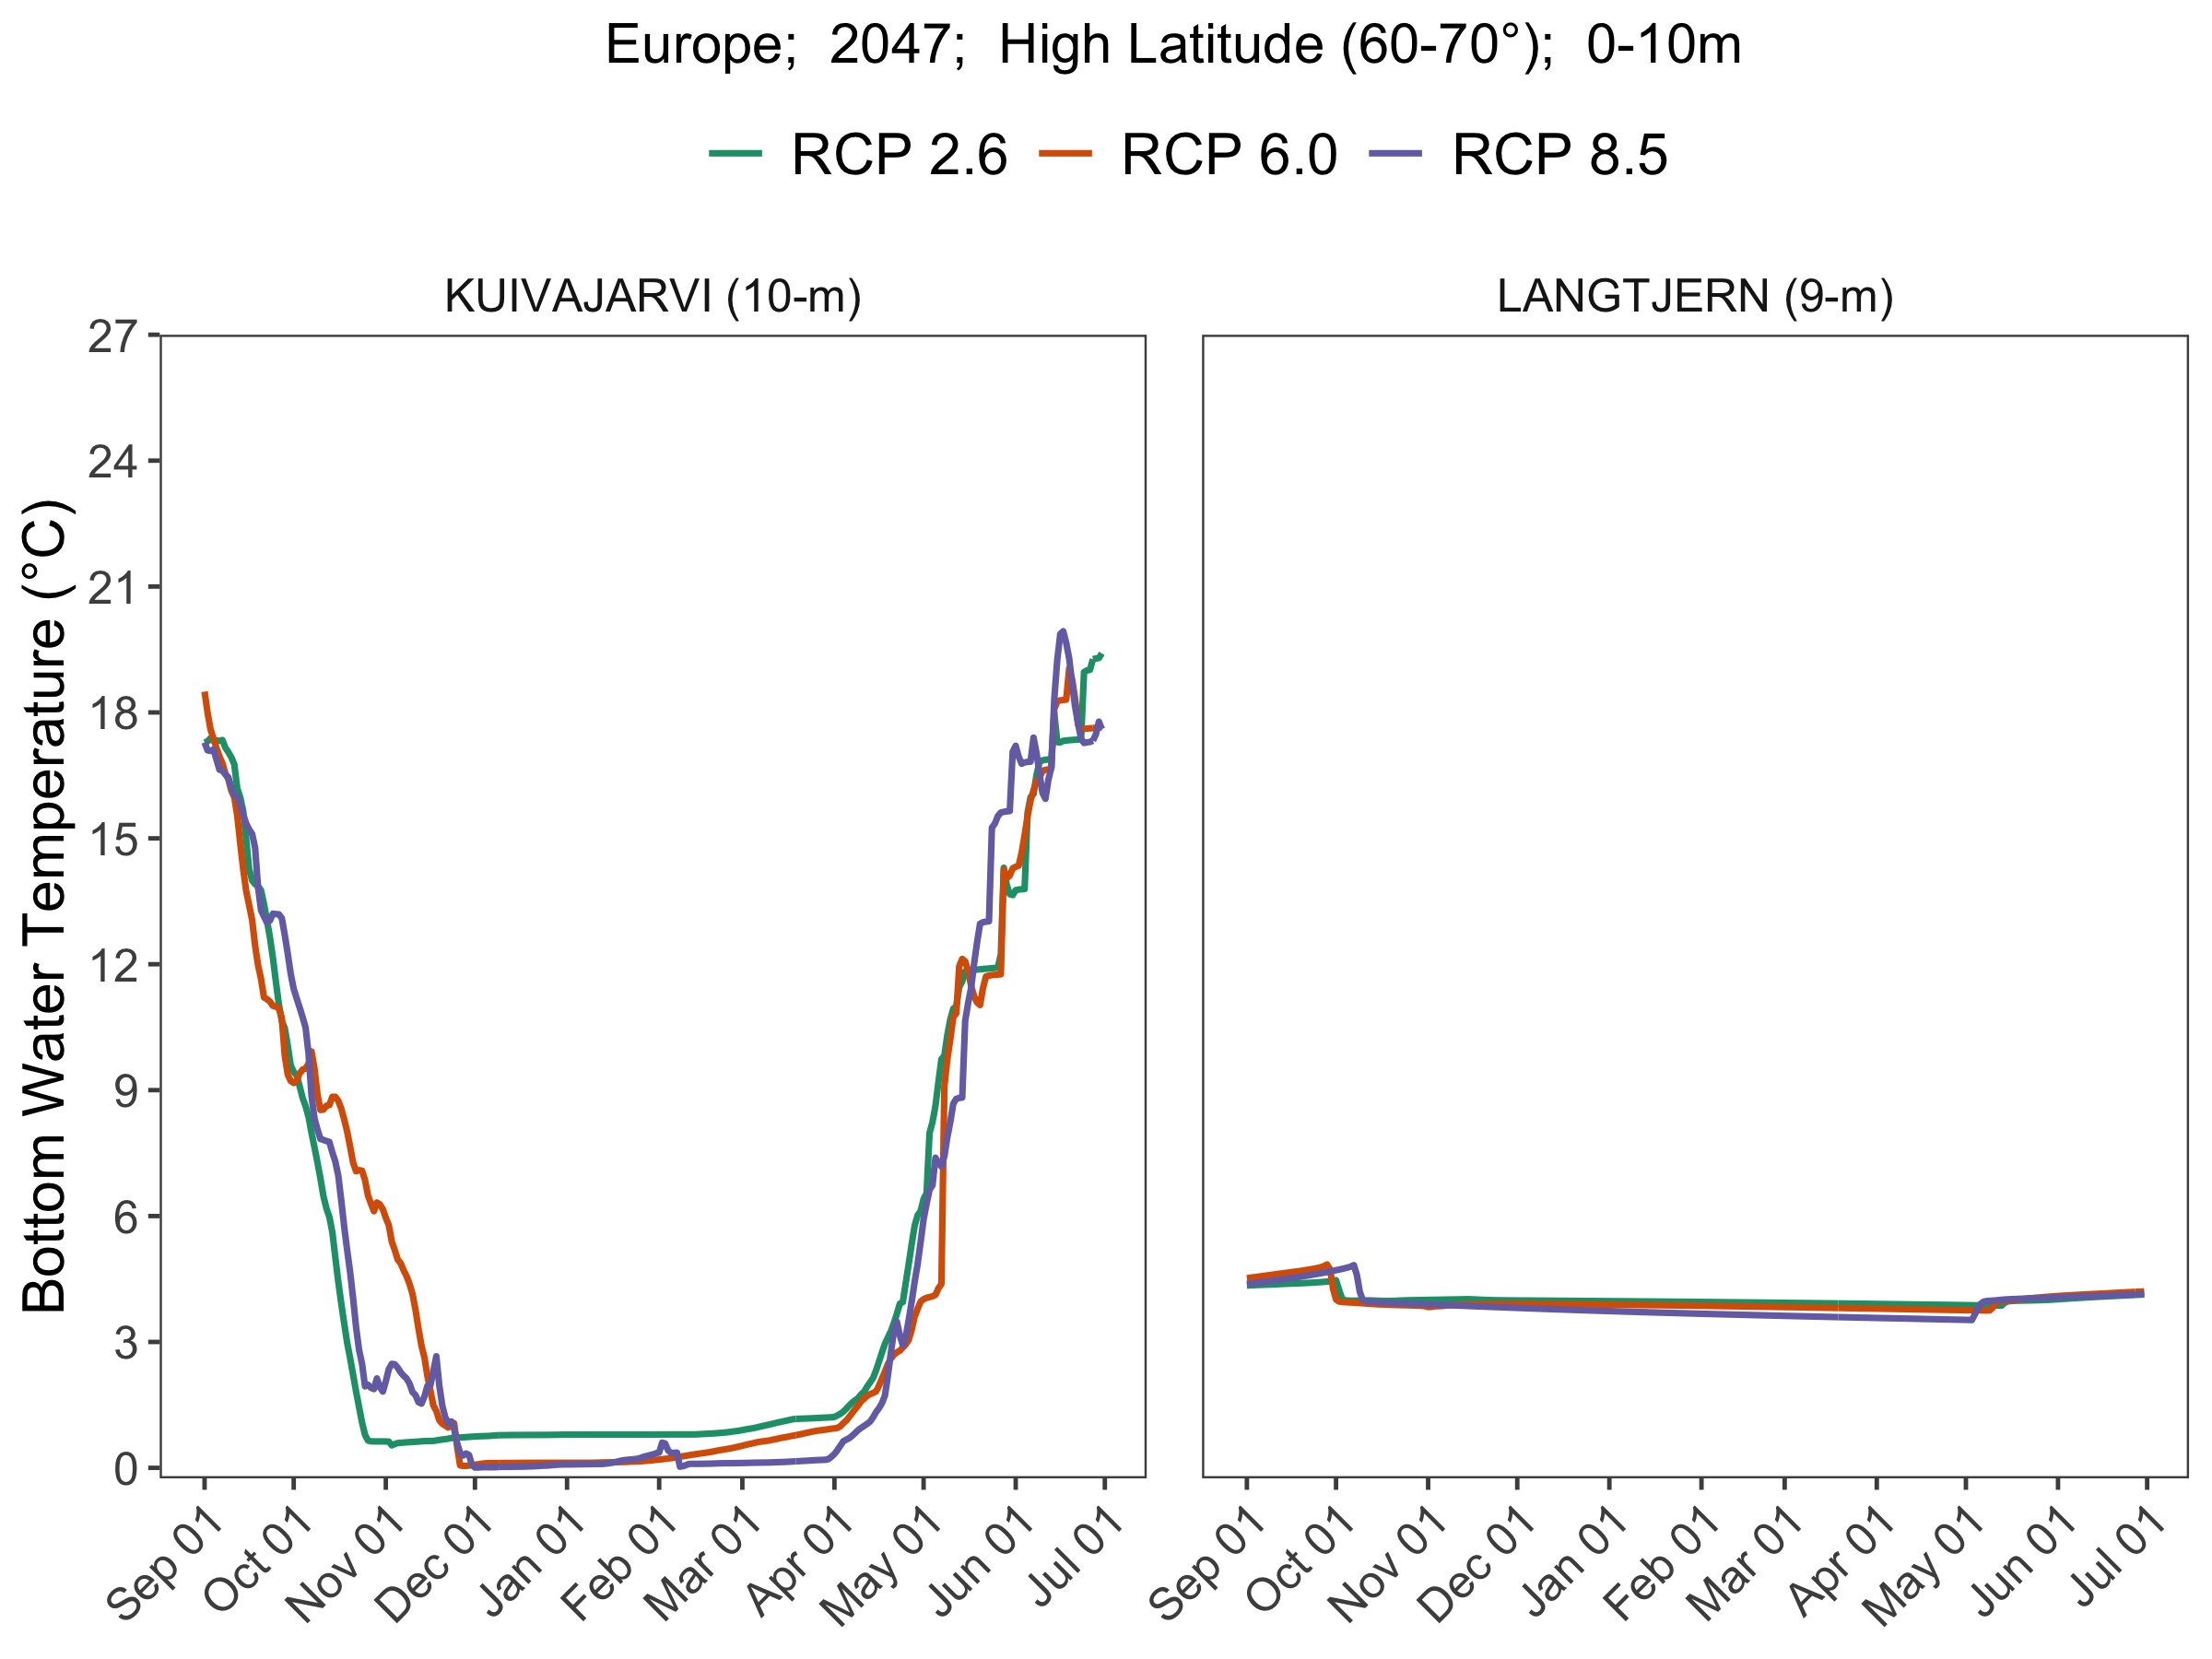 Europe; 2047; High Latitude (60-70°); 0-10m
RCP 2.6 RCP 6.0 RCP 8.5
KUIVAJARVI (10-m)
LANGTJERN (9-m)
Bottom Water Temperature (°C)
27
24
21
18
15
12
9
6
3
0
Sep 01 Oct 01 Nov 01 Dec 01 Jan 01 Feb 01 Mar 01 Apr 01 May 01 Jun 01 Jul 01
Sep 01 Oct 01 Nov 01 Dec 01 Jan 01 Feb 01 Mar 01 Apr 01 May 01 Jun 01 Jul 01